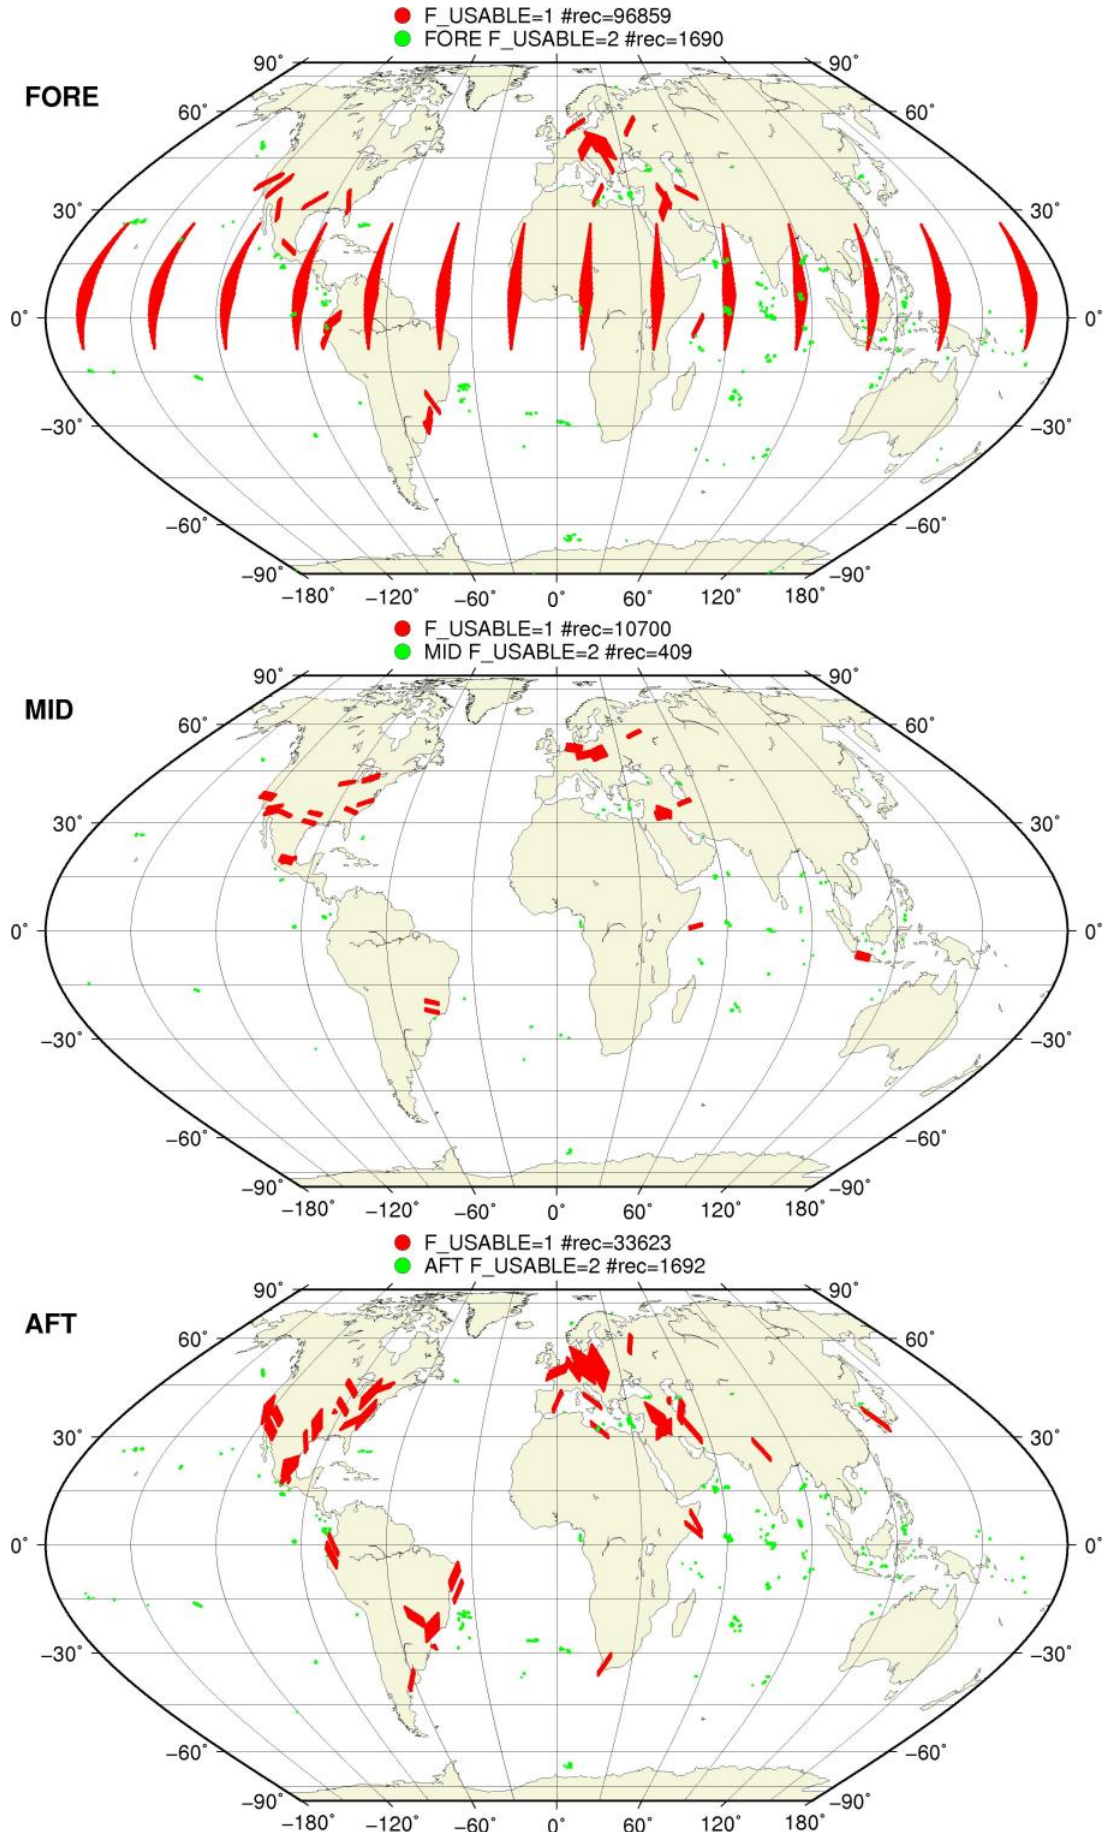 F_USABLE=1 #rec=96859
FORE F_USABLE=2 #rec=1690
FORE
90° 90°
60° 60°
30° 30°
0° 0°
−30° −30°
−60° −60°
−90° −90°
−180° −120° −60° 0° 60° 120° 180°
F_USABLE=1 #rec=10700
MID F_USABLE=2 #rec=409
MID
90° 90°
60° 60°
30° 30°
0° 0°
−30° −30°
−60° −60°
−90° −90°
−180° −120° −60° 0° 60° 120° 180°
F_USABLE=1 #rec=33623
AFT F_USABLE=2 #rec=1692
AFT
90° 90°
60° 60°
30° 30°
0° 0°
−30° −30°
−60° −60°
−90° −90°
−180° −120° −60° 0° 60° 120° 180°